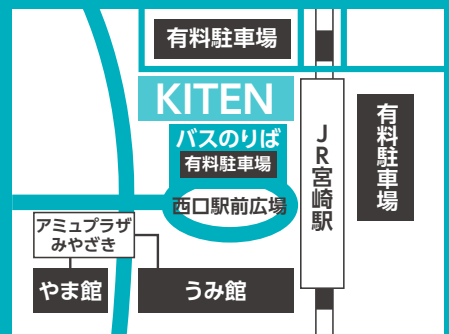 有料駐車場
KITEN
バスのりば
有料駐車場
西口駅前広場
JR宮崎駅
有料駐車場
アミュプラザ
みやざき
やま館
うみ館